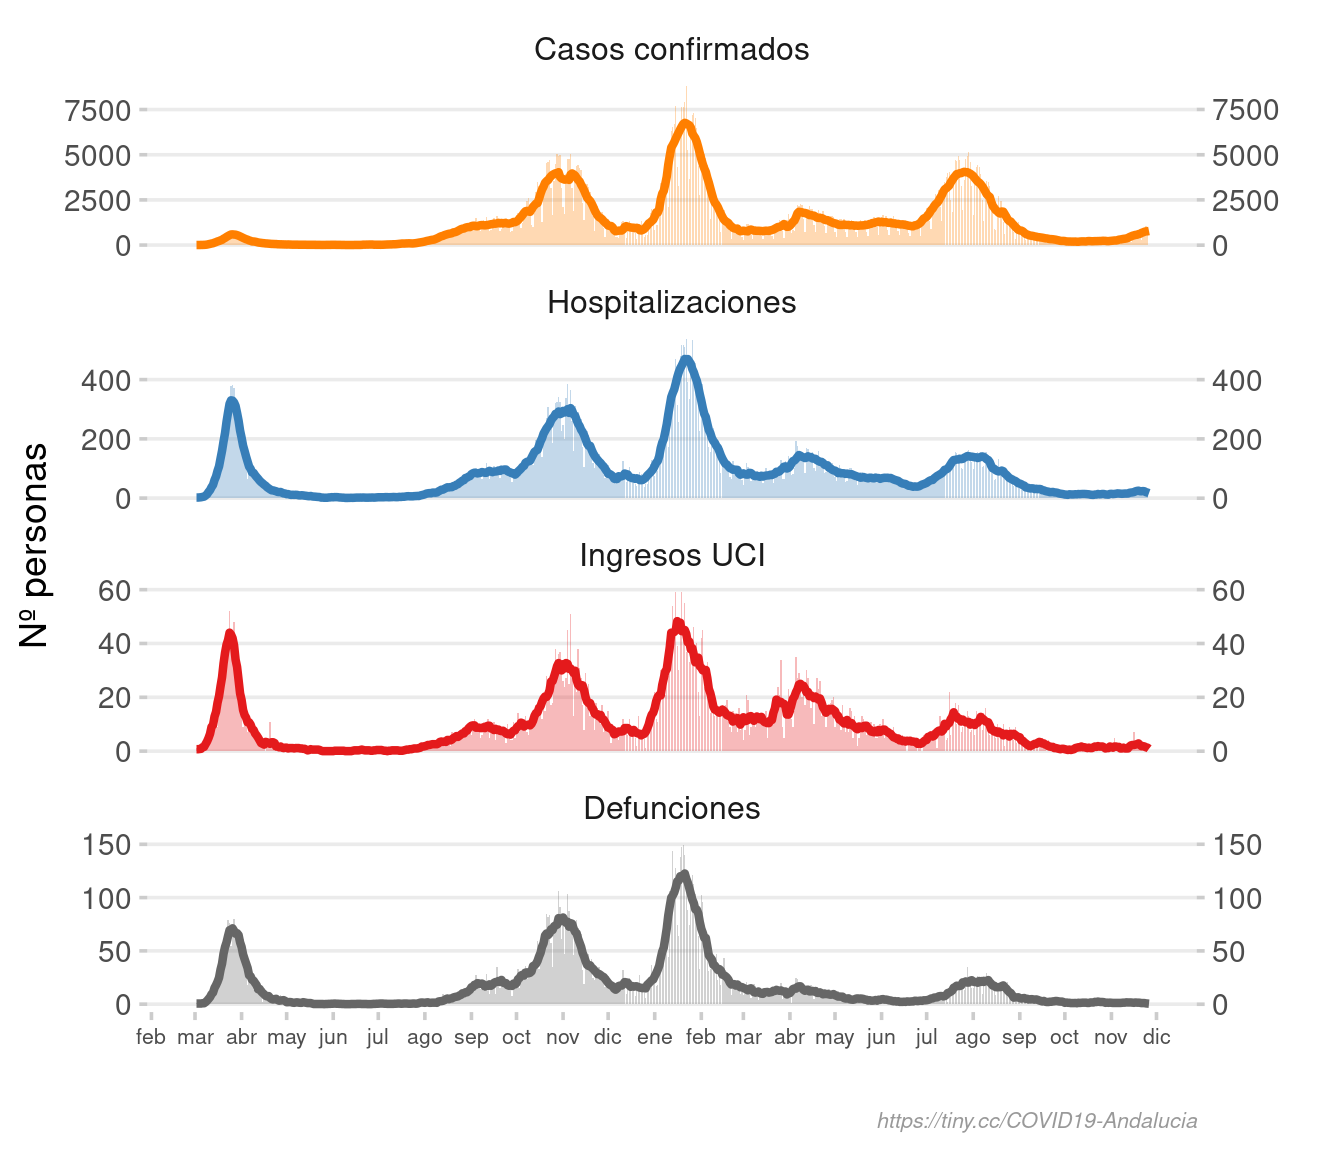 Casos confirmados
7500 7500
5000 5000
2500 2500
0 0
Hospitalizaciones
400 400
200 200
0 0
Nº personas
Ingresos UCI
60 60
40 40
20 20
0 0
Defunciones
150 150
100 100
50 50
0 0
feb mar abr may jun jul ago sep oct nov dic ene feb mar abr may jun jul ago sep oct nov dic
https://tiny.cc/COVID19-Andalucia